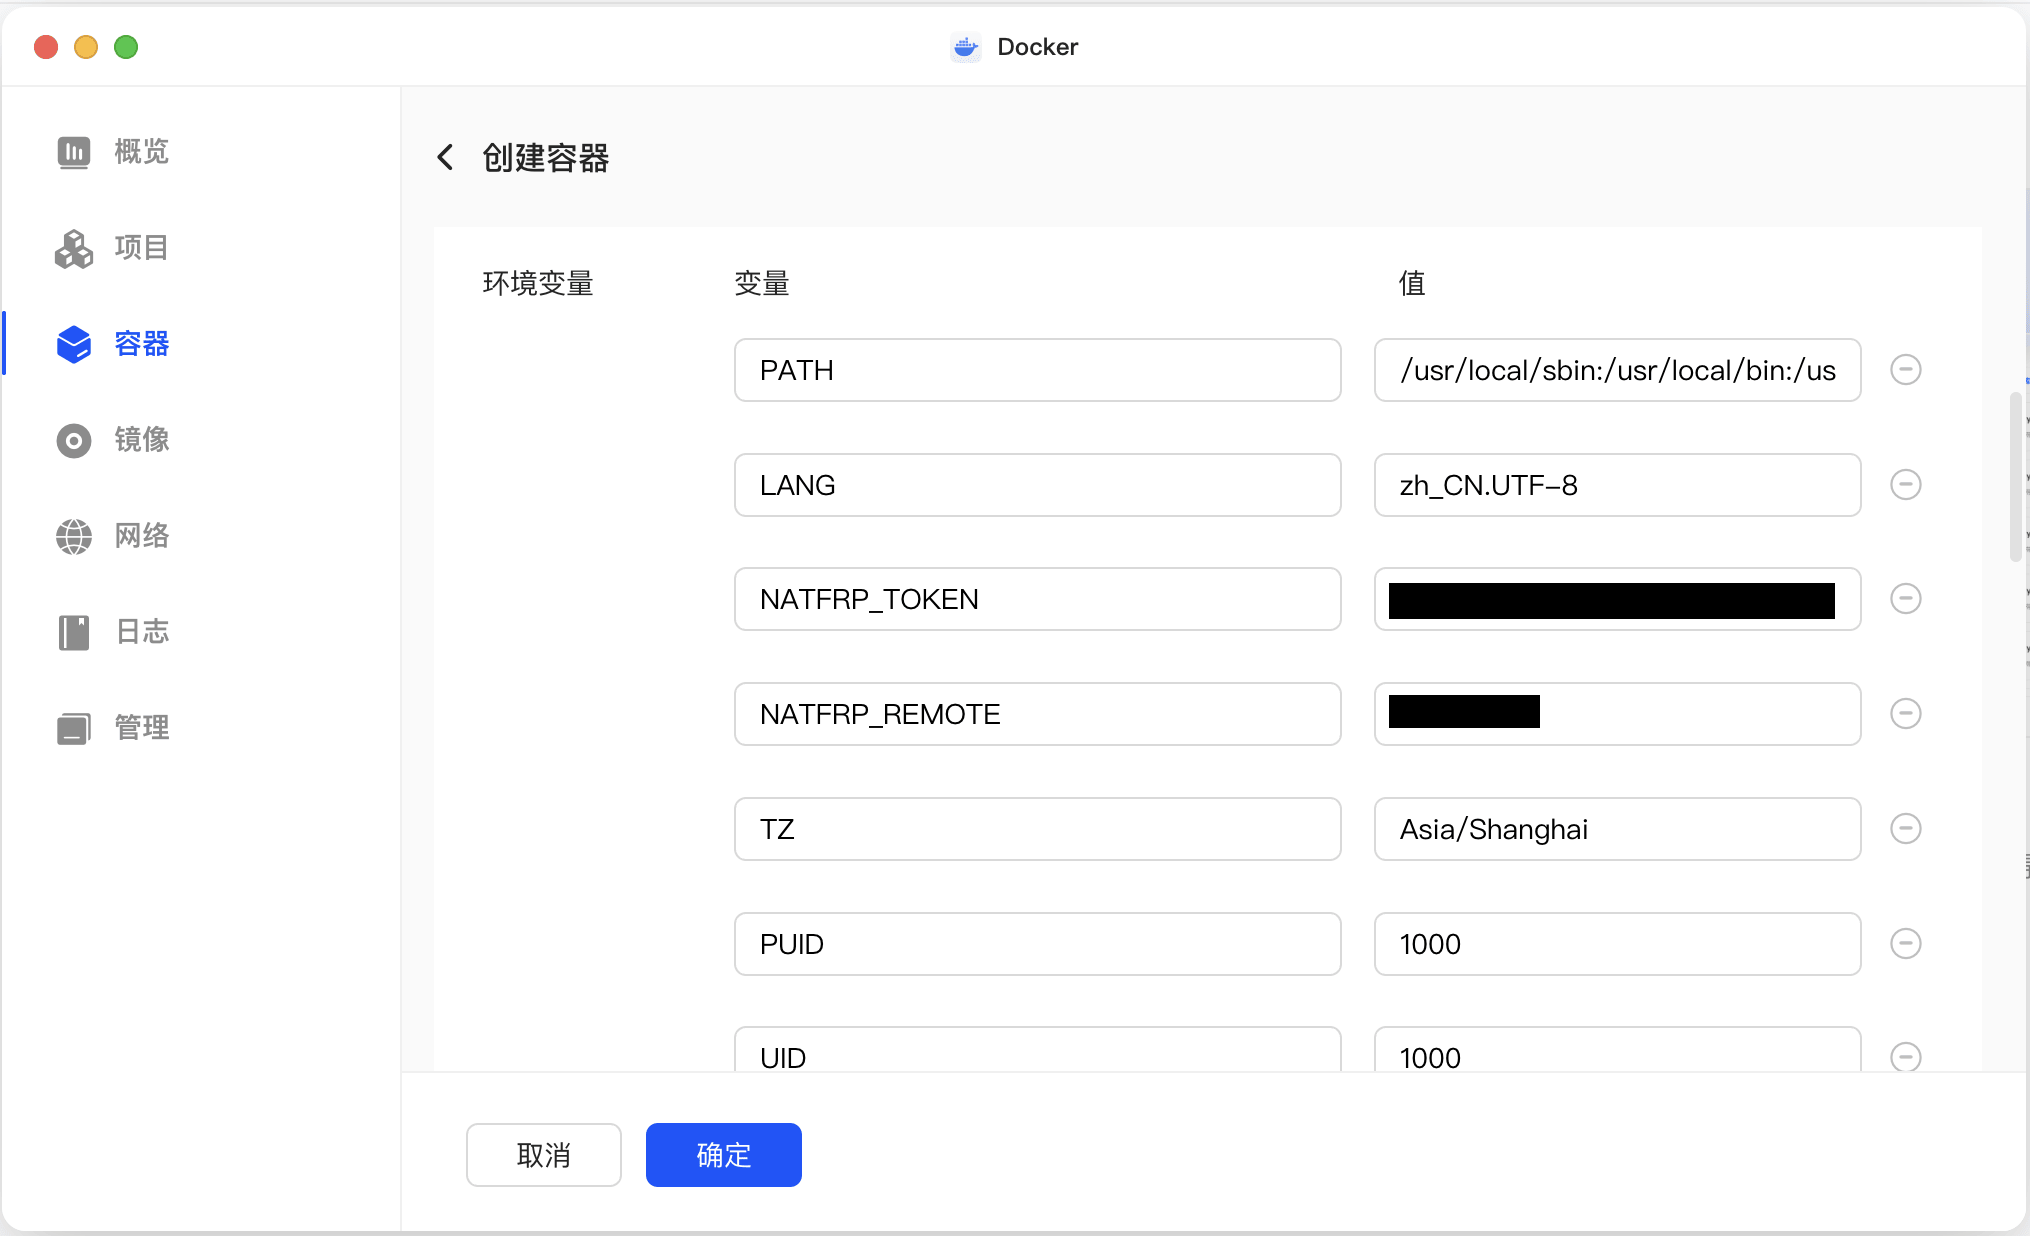 Docker
概览
项目
容器
镜像
网络
日志
管理
创建容器
环境变量 变量 值
PATH /usr/local/sbin:/usr/local/bin:/us
LANG zh_CN.UTF-8
NATFRP_TOKEN
NATFRP_REMOTE
TZ Asia/Shanghai
PUID 1000
UID 1000
取消 确定